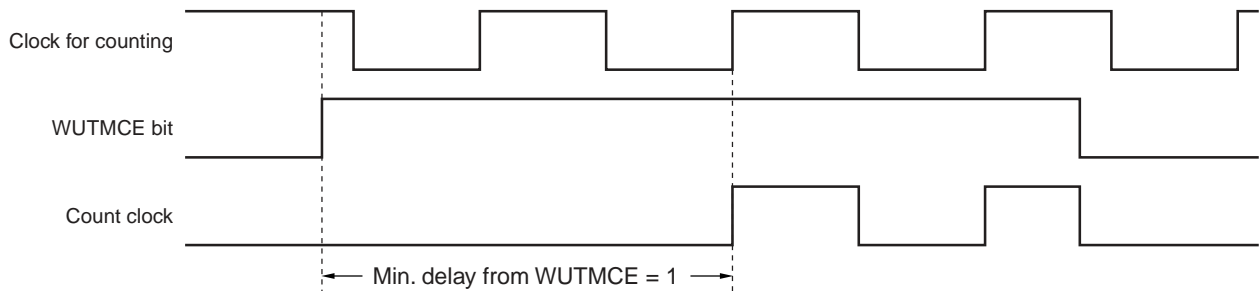 Clock for counting
WUTMCE bit
Count clock
Min. delay from WUTMCE = 1